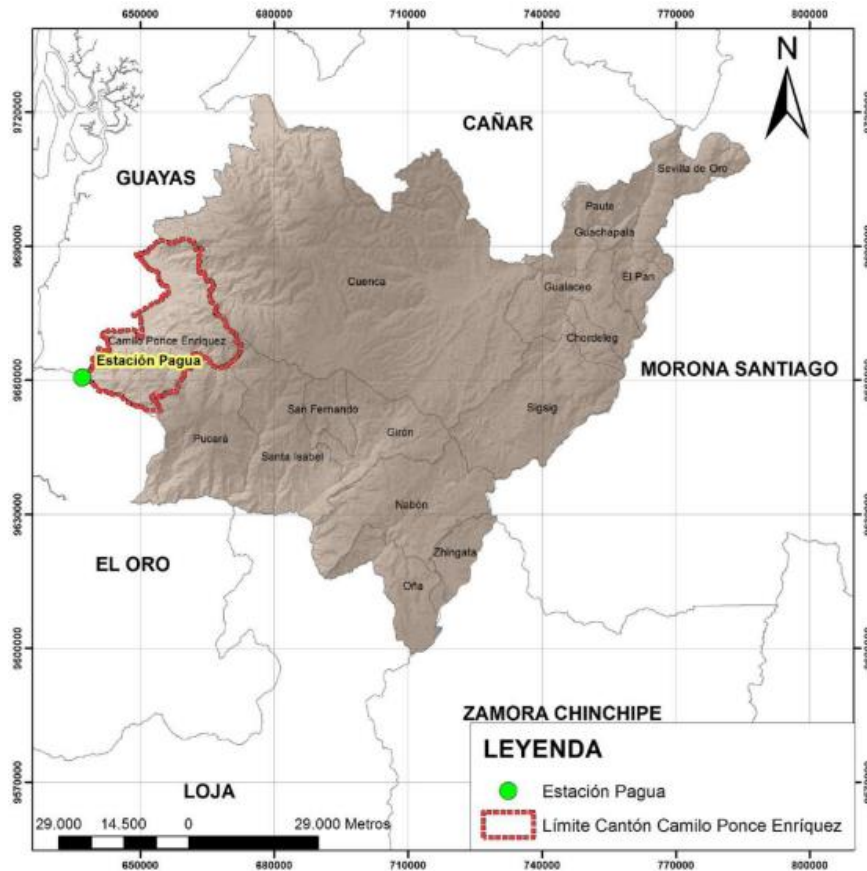 650000 680000 710000 740000 770000 800000
N
9720000 9720000
CAÑAR
GUAYAS
Sevilla de Oro
Paute
Guachapala
9690000
Cuenca
El Pan
Gualaceo
Camilo Ponce Enríquez
Chordeleg
Estación Pagua
MORONA SANTIAGO
9660000
San Fernando
Sigsig
Pucará
Girón
Santa Isabel
Nabón
9630000
EL ORO
Zhingata
Oña
9600000
ZAMORA CHINCHIPE
LEYENDA
Estación Pagua
Límite Cantón Camilo Ponce Enríquez
9570000
LOJA
29.000 14.500 0 29.000 Metros
650000 680000 710000 740000 770000 800000